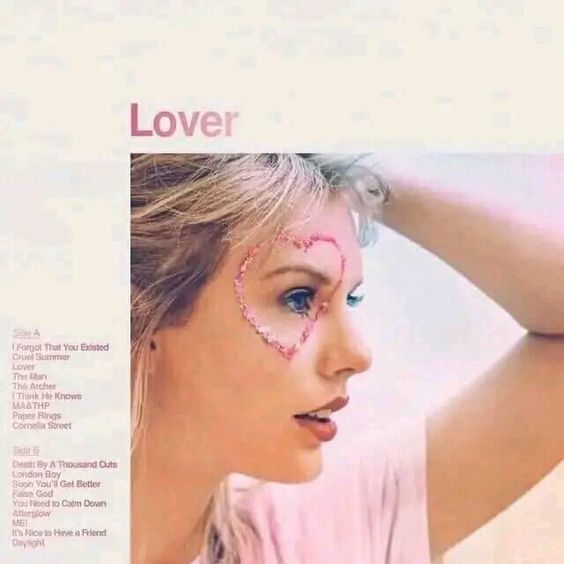 Lover
Side A
I Forgot That You Existed
Cruel Summer
Lover
The Man
The Archer
I Think He Knows
MA&THP
Paper Rings
Cornelia Street
Side B
Death By A Thousand Cuts
London Boy
Soon You'll Get Better
False God
You Need to Calm Down
Afterglow
ME!
It's Nice to Have a Friend
Daylight